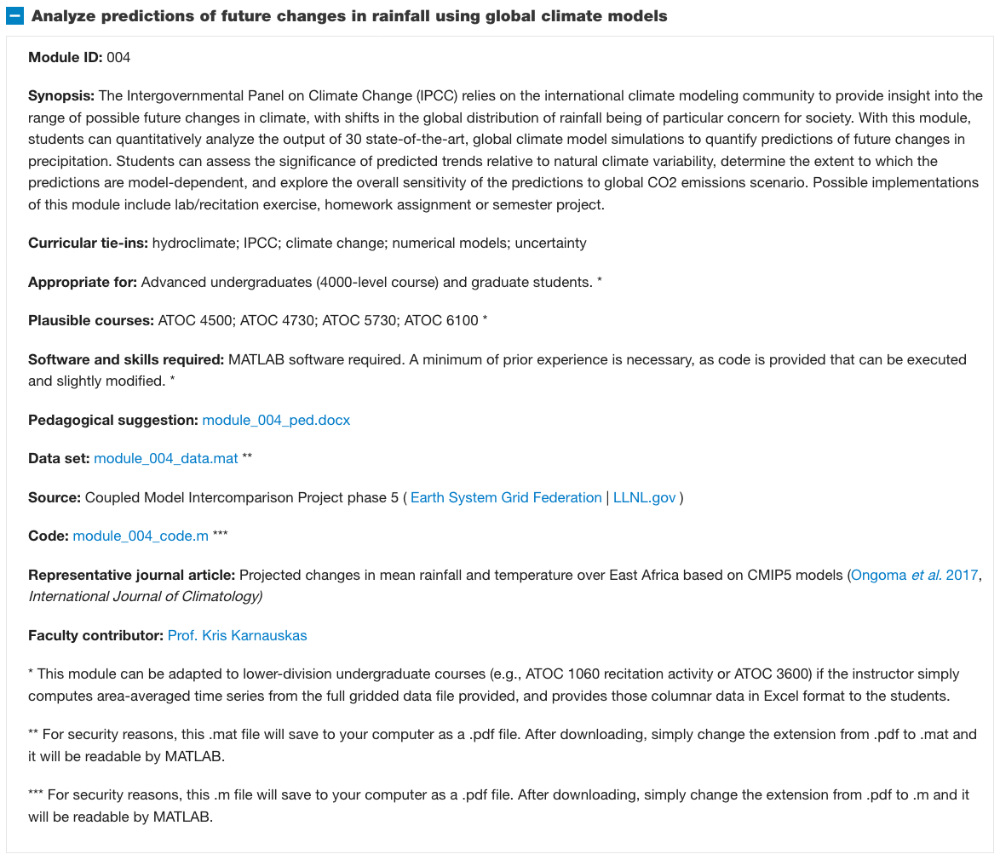 Analyze predictions of future changes in rainfall using global climate models
Module ID: 004
Synopsis: The Intergovernmental Panel on Climate Change (IPCC) relies on the international climate modeling community to provide insight into the
range of possible future changes in climate, with shifts in the global distribution of rainfall being of particular concern for society. With this module,
students can quantitatively analyze the output of 30 state-of-the-art, global climate model simulations to quantify predictions of future changes in
precipitation. Students can assess the significance of predicted trends relative to natural climate variability, determine the extent to which the
predictions are model-dependent, and explore the overall sensitivity of the predictions to global CO2 emissions scenario. Possible implementations
of this module include lab/recitation exercise, homework assignment or semester project.
Curricular tie-ins: hydroclimate; IPCC; climate change; numerical models; uncertainty
Appropriate for: Advanced undergraduates (4000-level course) and graduate students. *
Plausible courses: ATOC 4500; ATOC 4730; ATOC 5730; ATOC 6100 *
Software and skills required: MATLAB software required. A minimum of prior experience is necessary, as code is provided that can be executed
and slightly modified. *
Pedagogical suggestion: module_004_ped.docx
Data set: module_004_data.mat **
Source: Coupled Model Intercomparison Project phase 5 ( Earth System Grid Federation | LLNL.gov )
Code: module_004_code.m ***
Representative journal article: Projected changes in mean rainfall and temperature over East Africa based on CMIP5 models (Ongoma et al. 2017,
International Journal of Climatology)
Faculty contributor: Prof. Kris Karnauskas
* This module can be adapted to lower-division undergraduate courses (e.g., ATOC 1060 recitation activity or ATOC 3600) if the instructor simply
computes area-averaged time series from the full gridded data file provided, and provides those columnar data in Excel format to the students.
** For security reasons, this .mat file will save to your computer as a .pdf file. After downloading, simply change the extension from .pdf to .mat and
it will be readable by MATLAB.
*** For security reasons, this .m file will save to your computer as a .pdf file. After downloading, simply change the extension from .pdf to .m and it
will be readable by MATLAB.